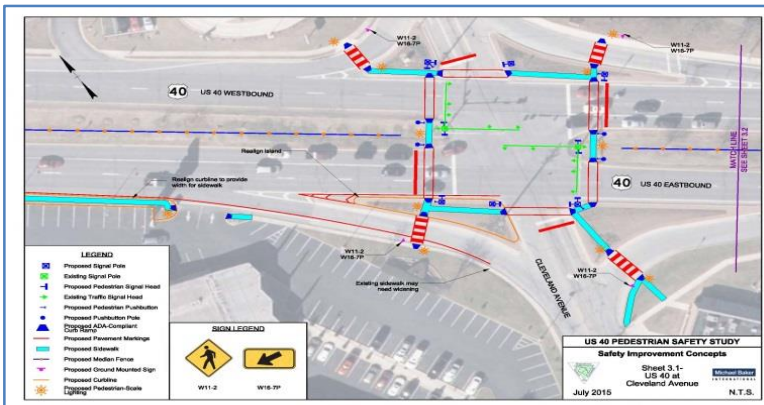 W11-2
W16-7P
W11-2
W16-7P
40
US 40 WESTBOUND
MATCH LINE
SEE SHEET 3.2
Realign Island
Realign curbline to provide
width for sidewalk
40
US 40 EASTBOUND
W11-2
W16-7P
W11-2
W16-7P
Existing sidewalk may
need widening
CLEVELAND AVENUE
LEGEND
Proposed Signal Pole
Existing Signal Pole
Proposed Pedestrian Signal Head
Existing Traffic Signal Head
Proposed Pedestrian Pushbutton
Pushbutton Pole
Proposed ADA-Compliant
Curb Ramp
Proposed Pavement Markings
Proposed Sidewalk
Proposed Median Fence
Proposed Ground Mounted Sign
Proposed Curbline
Proposed Pedestrian-Scale
Lighting
SIGN LEGEND
W11-2
W16-7P
US 40 PEDESTRIAN SAFETY STUDY
Safety Improvement Concepts
Sheet 3.1-
US 40 at
Cleveland Avenue
July 2015
Michael Baker
INTERNATIONAL
N.T.S.